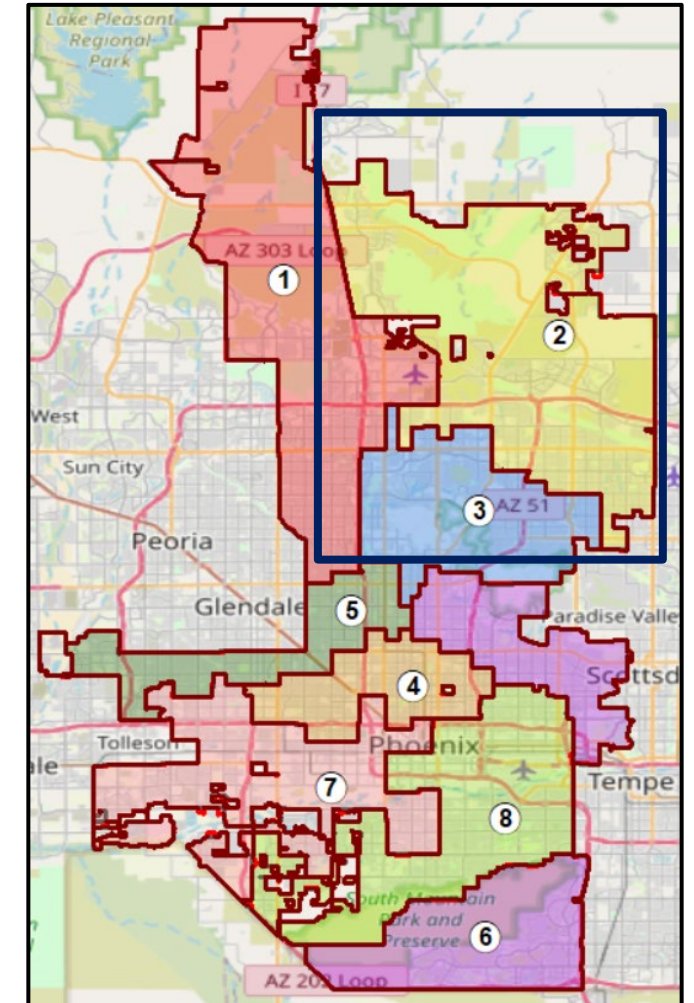 Lake Pleasant
Regional
Park
I 17
AZ 303 Loop
1
2
West
Sun City
3
AZ 51
Peoria
Glendale
5
Paradise Valle
Scottsd
4
Tolleson
Phoenix
ale
Tempe
7
8
South Mountain
Park and
Preserve
6
AZ 202 Loop